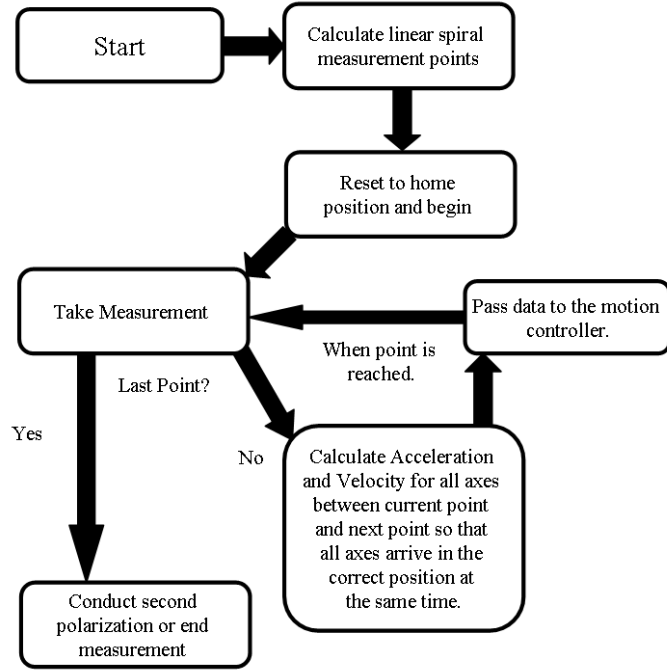 Start
Calculate linear spiral
measurement points
Reset to home
position and begin
Take Measurement
Pass data to the motion
controller.
When point is
reached.
Last Point?
Yes
No
Calculate Acceleration
and Velocity for all axes
between current point
and next point so that
all axes arrive in the
correct position at
the same time.
Conduct second
polarization or end
measurement